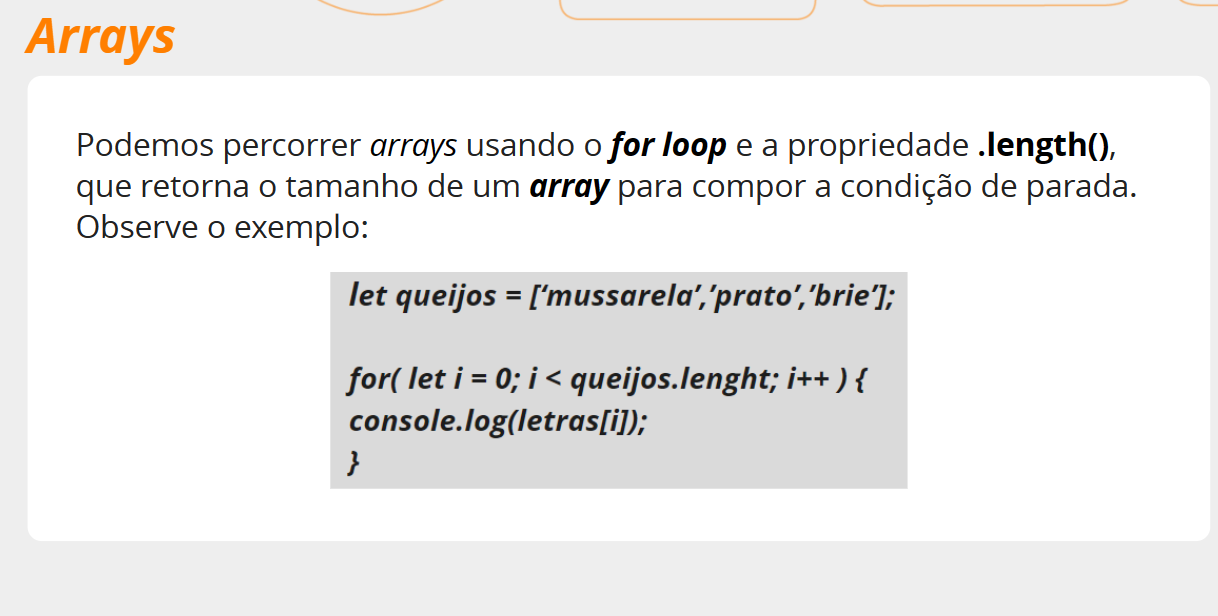 Arrays
Podemos percorrer arrays usando o for loop e a propriedade .length(),
que retorna o tamanho de um array para compor a condição de parada.
Observe o exemplo:
let queijos = [‘mussarela’,’prato’,’brie’];
for( let i = 0; i < queijos.lenght; i++ ) {
console.log(letras[i]);
}